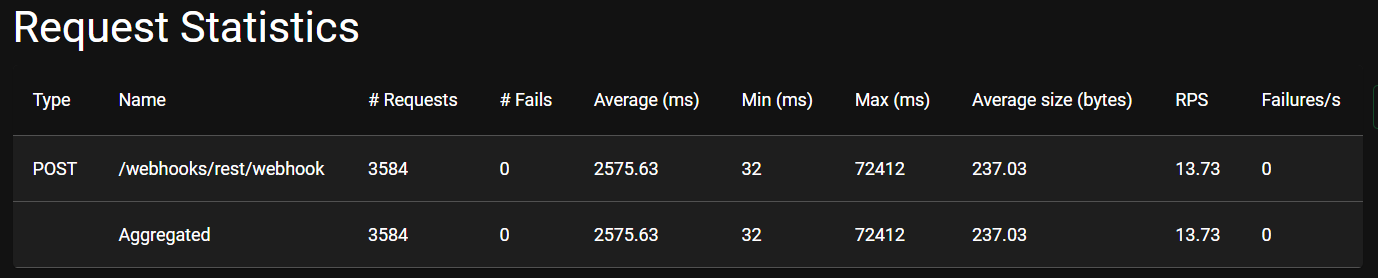 Request Statistics
Type Name # Requests # Fails Average (ms) Min (ms) Max (ms) Average size (bytes) RPS Failures/s
POST /webhooks/rest/webhook 3584 0 2575.63 32 72412 237.03 13.73 0
Aggregated 3584 0 2575.63 32 72412 237.03 13.73 0